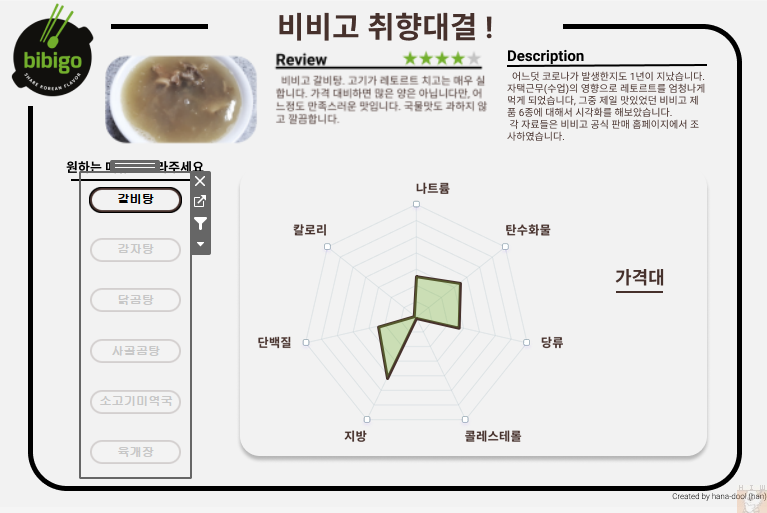 비비고 취향대결 !
bibigo
SHARE KOREAN FLAVOR
Review
비비고 갈비탕. 고기가 레토르트 치고는 매우 실
합니다. 가격 대비하면 많은 양은 아닙니다만, 어
느정도 만족스러운 맛입니다. 국물맛도 과하지 않
고 깔끔합니다.
Description
어느덧 코로나가 발생한지도 1년이 지났습니다.
자택근무(수업)의 영향으로 레토르트를 엄청나게
먹게 되었습니다, 그중 제일 맛있었던 비비고 제
품 6종에 대해서 시각화를 해보았습니다.
각 자료들은 비비고 공식 판매 홈페이지에서 조
사하였습니다.
원하는 라주세요
갈비탕
감자탕
닭곰탕
사골곰탕
소고기미역국
육개장
나트륨
칼로리
탄수화물
단백질
당류
지방
콜레스테롤
가격대
Created by hana-dool (han)